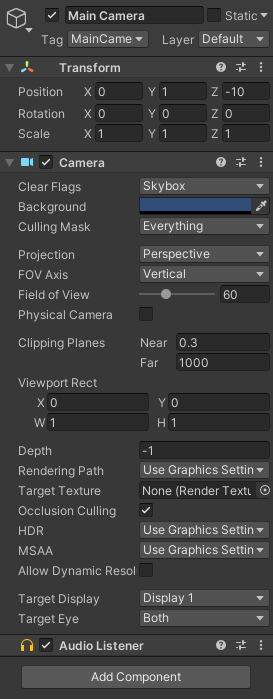 Main Camera Static
Tag MainCame Layer Default
Transform
Position X 0 Y 1 Z -10
Rotation X 0 Y 0 Z 0
Scale X 1 Y 1 Z 1
Camera
Clear Flags Skybox
Background
Culling Mask Everything
Projection Perspective
FOV Axis Vertical
Field of View 60
Physical Camera
Clipping Planes Near 0.3
Far 1000
Viewport Rect
X 0 Y 0
W 1 H 1
Depth -1
Rendering Path Use Graphics Settin
Target Texture None (Render Textu
Occlusion Culling
HDR Use Graphics Settin
MSAA Use Graphics Settin
Allow Dynamic Resol
Target Display Display 1
Target Eye Both
Audio Listener
Add Component